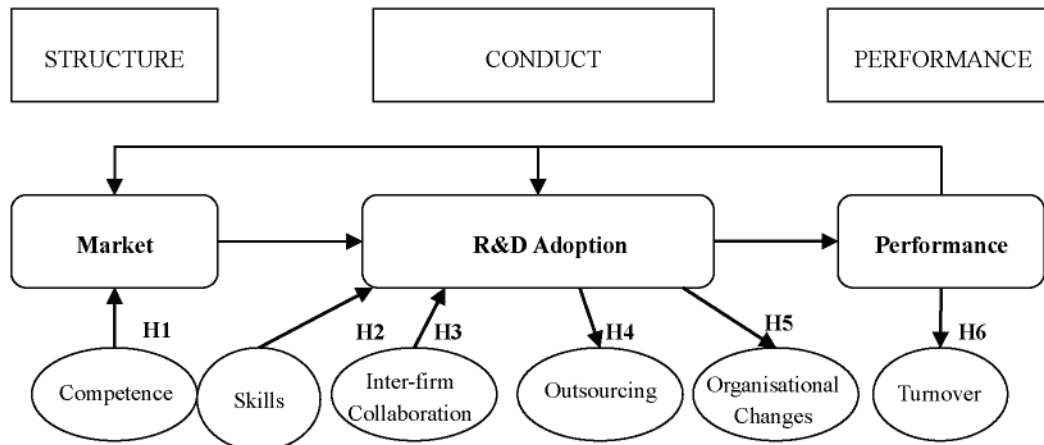 STRUCTURE
CONDUCT
PERFORMANCE
Market
R&D Adoption
Performance
H1
H2
H3
H4
H5
H6
Competence
Skills
Inter-firm
Collaboration
Outsourcing
Organisational
Changes
Turnover